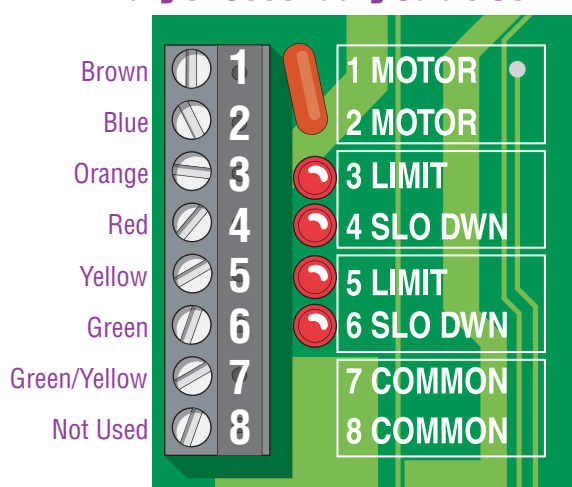 Brown 1 1 MOTOR
Blue 2 2 MOTOR
Orange 3 3 LIMIT
Red 4 4 SLO DWN
Yellow 5 5 LIMIT
Green 6 6 SLO DWN
Green/Yellow 7 7 COMMON
Not Used 8 8 COMMON